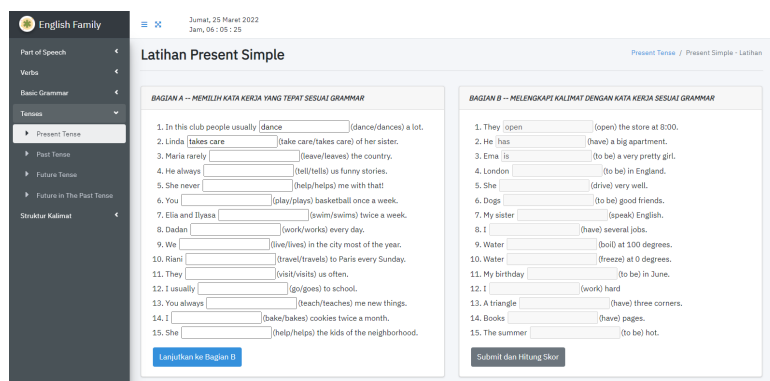 English Family
Jumat, 25 Maret 2022
Jam, 06 : 05 : 25
Part of Speech
Verbs
Basic Grammar
Tenses
Present Tense
Past Tense
Future Tense
Future in The Past Tense
Struktur Kalimat
Latihan Present Simple
Present Tense / Present Simple - Latihan
BAGIAN A -- MEMILIH KATA KERJA YANG TEPAT SESUAI GRAMMAR
1. In this club people usually dance (dance/dances) a lot.
2. Linda takes care (take care/takes care) of her sister.
3. Maria rarely (leave/leaves) the country.
4. He always (tell/tells) us funny stories.
5. She never (help/helps) me with that!
6. You (play/plays) basketball once a week.
7. Elia and Ilyasa (swim/swims) twice a week.
8. Dadan (work/works) every day.
9. We (live/lives) in the city most of the year.
10. Riani (travel/travels) to Paris every Sunday.
11. They (visit/visits) us often.
12. I usually (go/goes) to school.
13. You always (teach/teaches) me new things.
14. I (bake/bakes) cookies twice a month.
15. She (help/helps) the kids of the neighborhood.
Lanjutkan ke Bagian B
BAGIAN B -- MELENGKAPI KALIMAT DENGAN KATA KERJA SESUAI GRAMMAR
1. They open (open) the store at 8:00.
2. He has (have) a big apartment.
3. Ema is (to be) a very pretty girl.
4. London (to be) in England.
5. She (drive) very well.
6. Dogs (to be) good friends.
7. My sister (speak) English.
8. I (have) several jobs.
9. Water (boil) at 100 degrees.
10. Water (freeze) at 0 degrees.
11. My birthday (to be) in June.
12. I (work) hard
13. A triangle (have) three corners.
14. Books (have) pages.
15. The summer (to be) hot.
Submit dan Hitung Skor